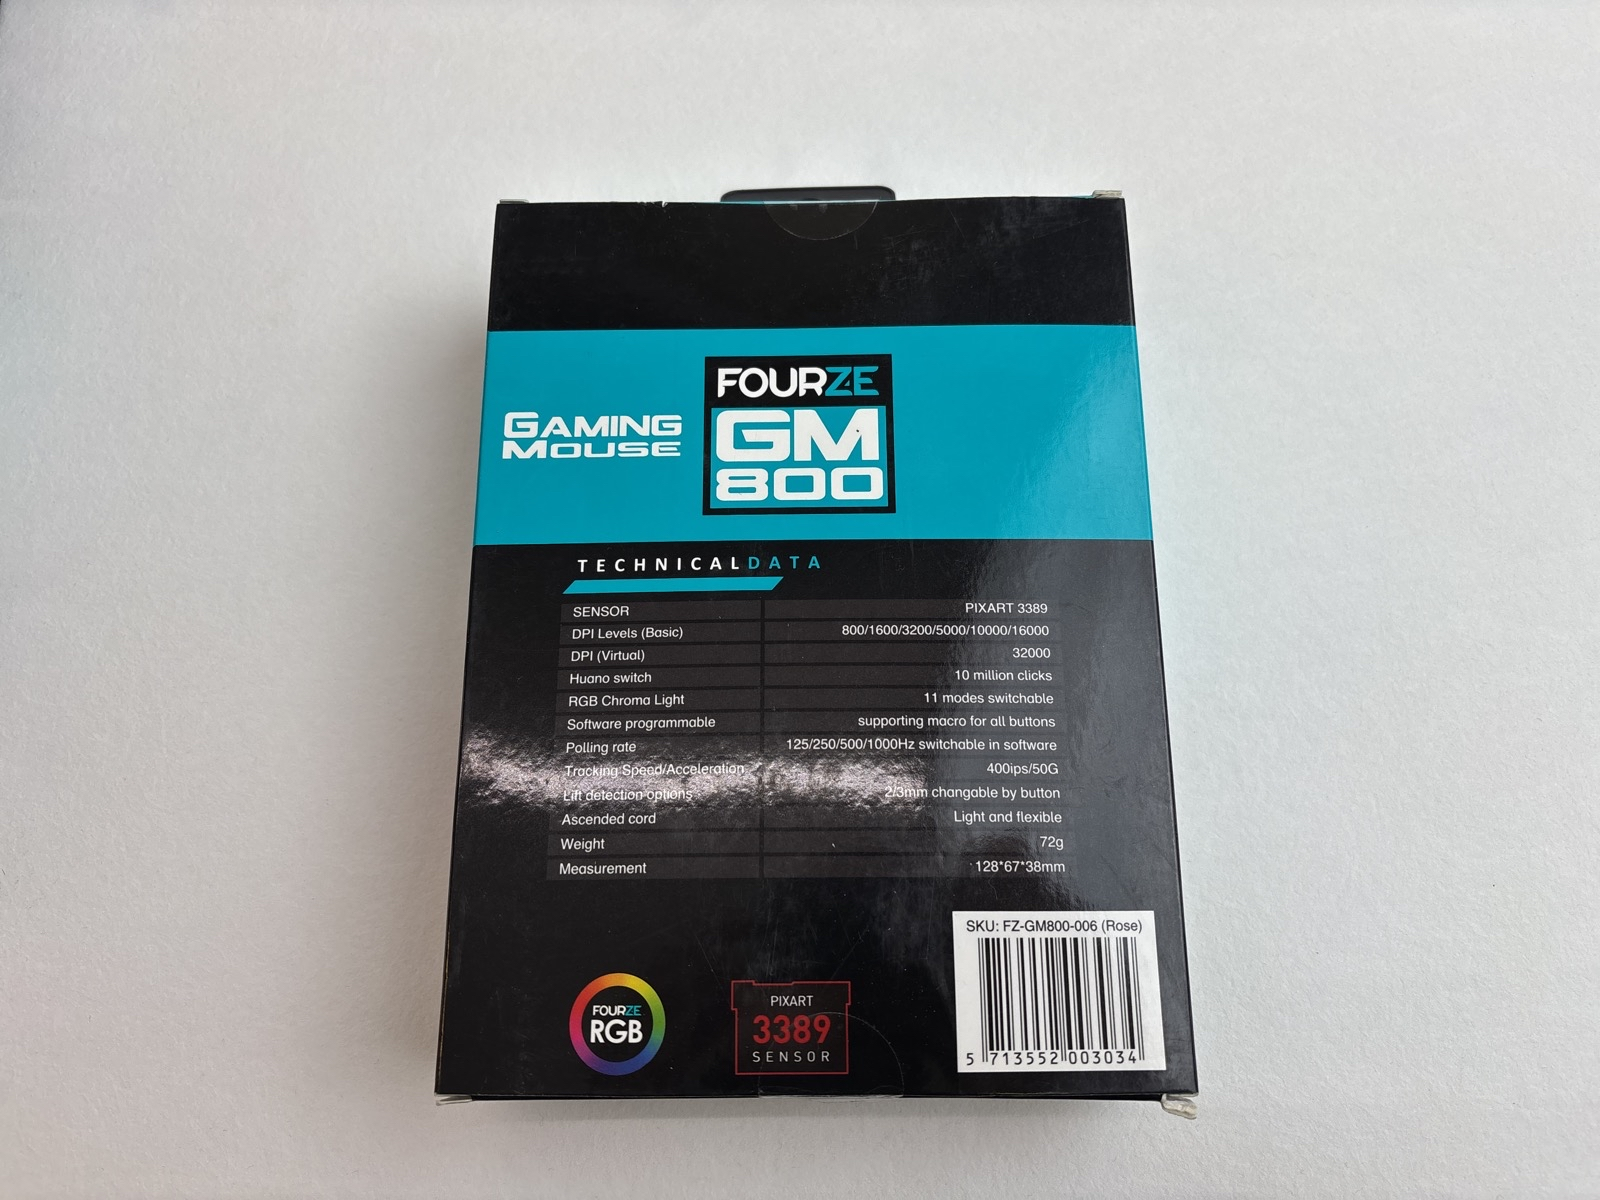 GAMING
MOUSE
FOURZE
GM
800
TECHNICALDATA
SENSOR PIXART 3389
DPI Levels (Basic) 800/1600/3200/5000/10000/16000
DPI (Virtual) 32000
Huano switch 10 million clicks
RGB Chroma Light 11 modes switchable
Software programmable supporting macro for all buttons
Polling rate 125/250/500/1000Hz switchable in software
Tracking Speed/Acceleration 400ips/50G
Lift detection options 2/3mm changable by button
Ascended cord Light and flexible
Weight 72g
Measurement 128*67*38mm
SKU: FZ-GM800-006 (Rose)
5 713552 003034
FOURZE
RGB
PIXART
3389
SENSOR